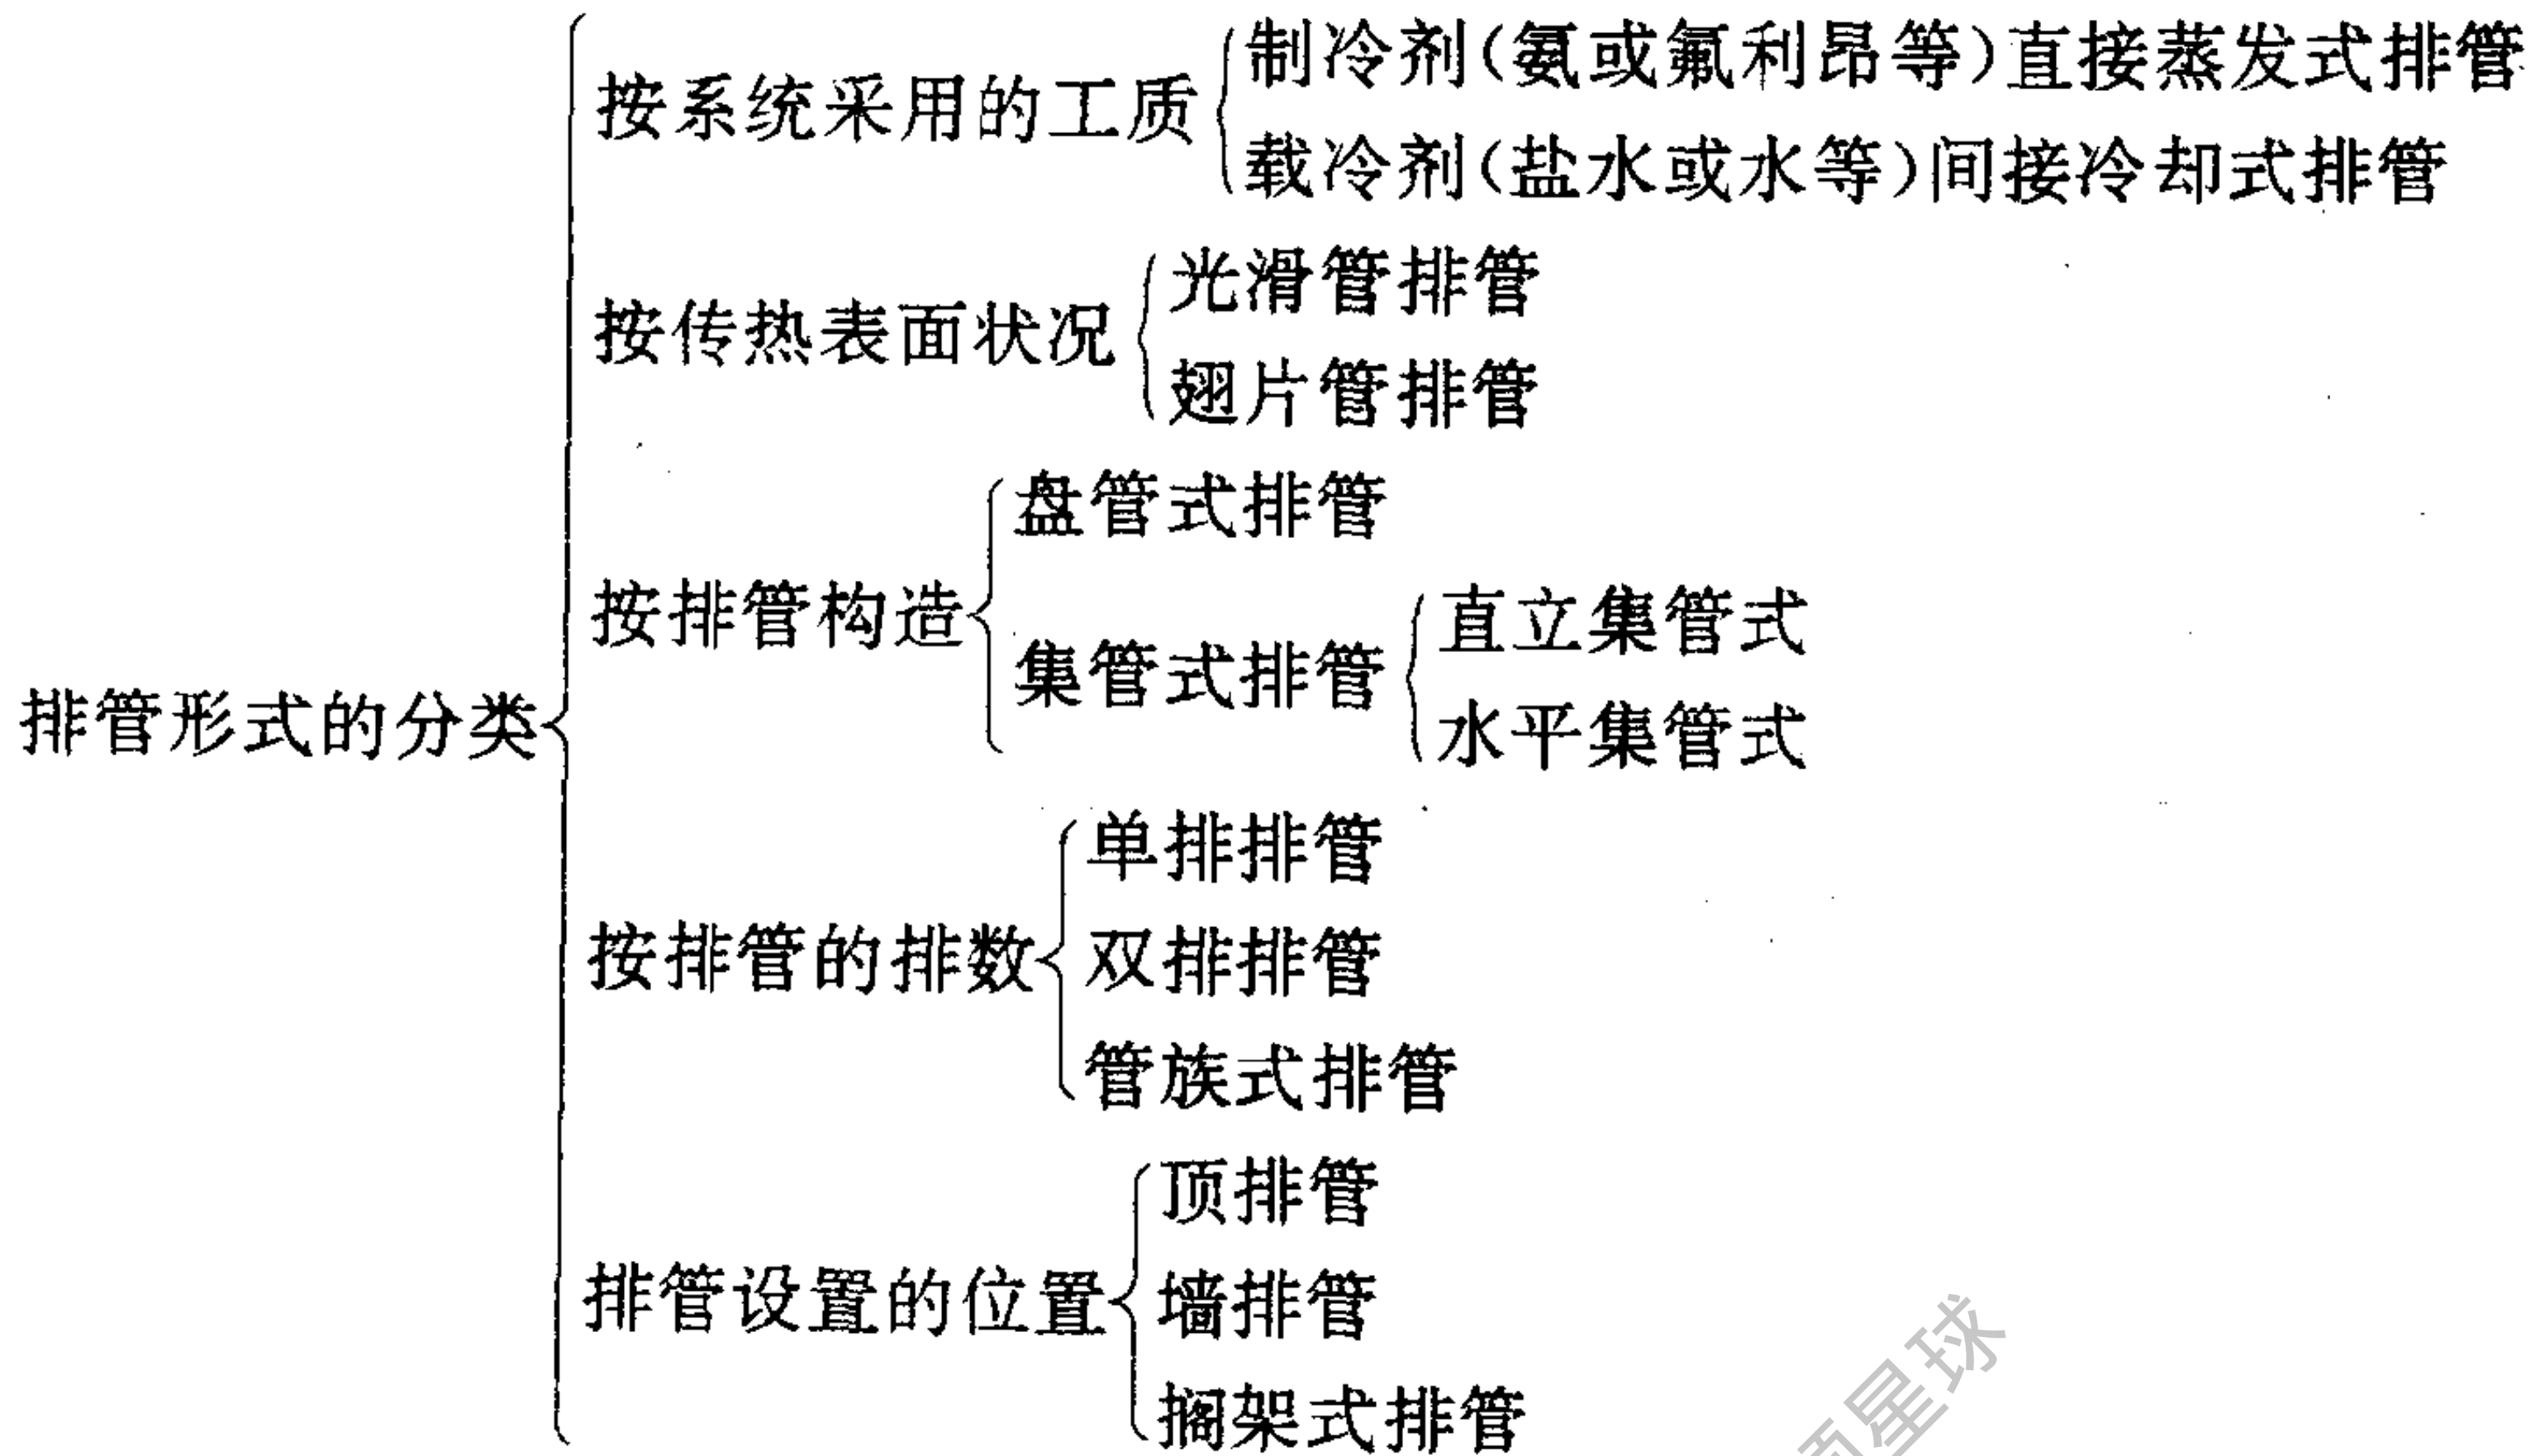 排管形式的分类
按系统采用的工质
制冷剂(氨或氟利昂等)直接蒸发式排管
载冷剂(盐水或水等)间接冷却式排管
按传热表面状况
光滑管排管
翅片管排管
按排管构造
盘管式排管
集管式排管
直立集管式
水平集管式
按排管的排数
单排排管
双排排管
管族式排管
排管设置的位置
顶排管
墙排管
搁架式排管
星球